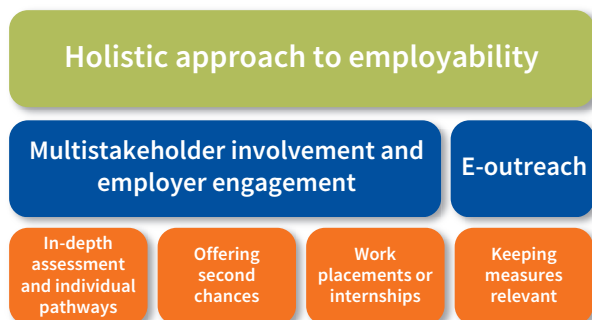 Holistic approach to employability
Multistakeholder involvement and
employer engagement
E-outreach
In-depth
assessment
and individual
pathways
Offering
second
chances
Work
placements or
internships
Keeping
measures
relevant